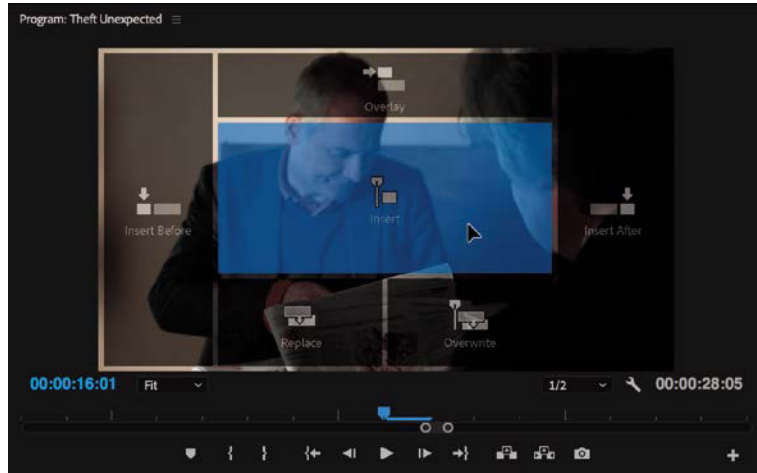 Program: Theft Unexpected
Overlay
Insert Before
Insert
Insert After
Replace
Overwrite
00:00:16:01
Fit
1/2
00:00:28:05